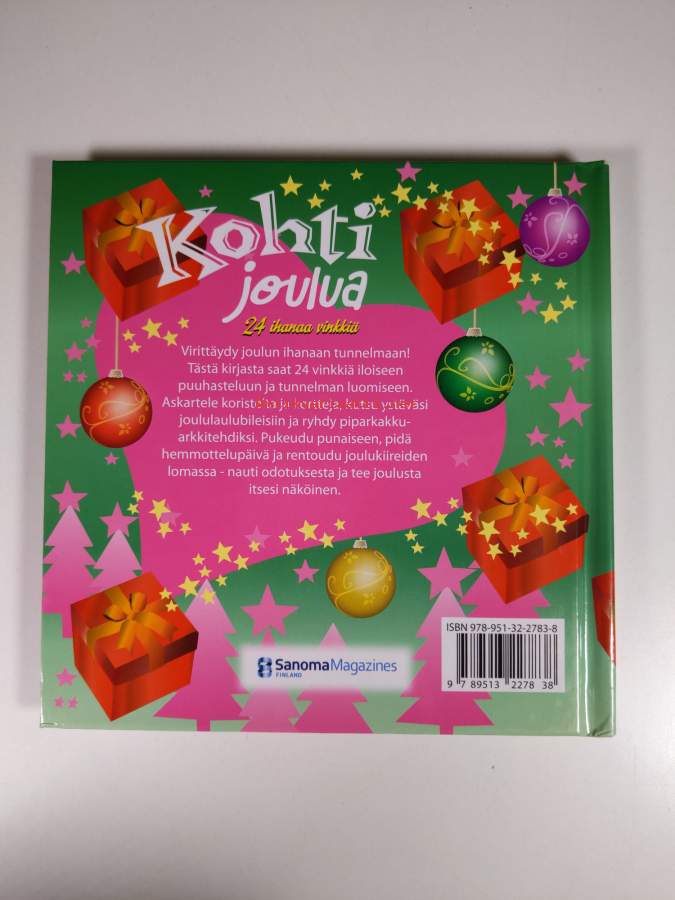 Kohti
joulua
24 ihanaa vinkkiä
Virittäydy joulun ihanaan tunnelmaan!
Tästä kirjasta saat 24 vinkkiä iloiseen
puuhasteluun ja tunnelman luomiseen.
Askartele koristeita ja kortteja, kutsu ystäväsi
joululaulubileisiin ja ryhdy piparkakku-
arkkitehdiksi. Pukeudu punaiseen, pidä
hemmottelupäivä ja rentoudu joulukiireiden
lomassa - nauti odotuksesta ja tee joulusta
itsesi näköinen.
ISBN 978-951-32-2783-8
9 789513 227838
SanomaMagazines
FINLAND